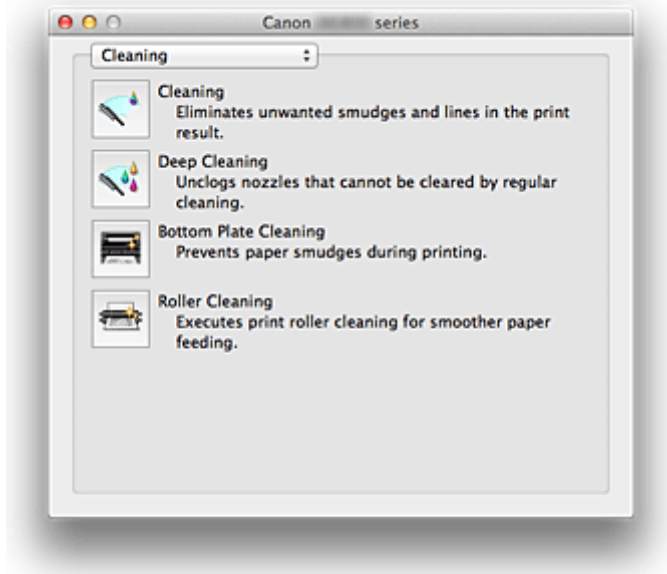 Canon series
Cleaning
Cleaning
Eliminates unwanted smudges and lines in the print
result.
Deep Cleaning
Unclogs nozzles that cannot be cleared by regular
cleaning.
Bottom Plate Cleaning
Prevents paper smudges during printing.
Roller Cleaning
Executes print roller cleaning for smoother paper
feeding.